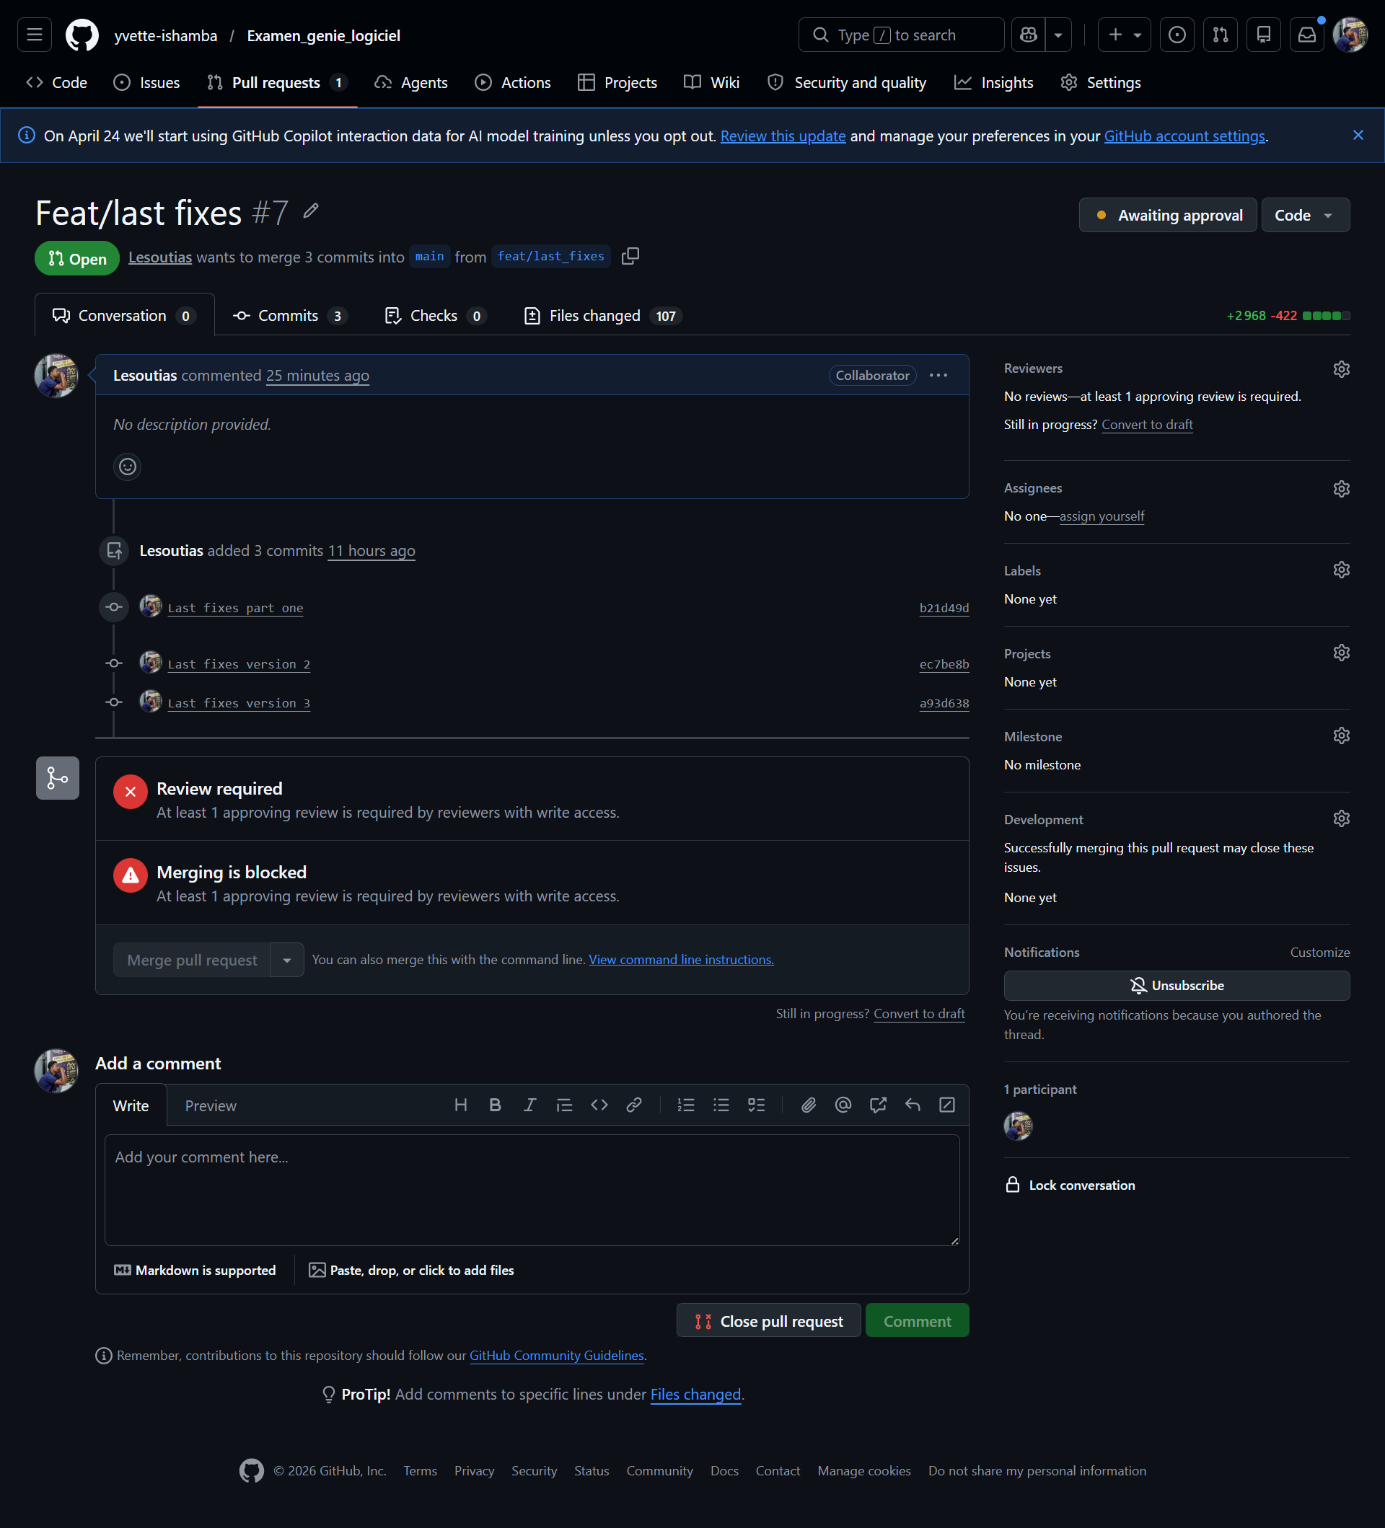 yvette-ishamba / Examen_genie_logiciel
Type / to search
Code Issues Pull requests 1 Agents Actions Projects Wiki Security and quality Insights Settings
On April 24 we'll start using GitHub Copilot interaction data for AI model training unless you opt out. Review this update and manage your preferences in your GitHub account settings.
Feat/last fixes #7
Awaiting approval
Code
Open Lesoutias wants to merge 3 commits into main from feat/last_fixes
Conversation 0 Commits 3 Checks 0 Files changed 107
+2 968 -422
Lesoutias commented 25 minutes ago
Collaborator
No description provided.
Lesoutias added 3 commits 11 hours ago
Last fixes part one b21d49d
Last fixes version 2 ec7be8b
Last fixes version 3 a93d638
Review required
At least 1 approving review is required by reviewers with write access.
Merging is blocked
At least 1 approving review is required by reviewers with write access.
Merge pull request
You can also merge this with the command line. View command line instructions.
Still in progress? Convert to draft
Add a comment
Write Preview
Add your comment here...
Markdown is supported
Paste, drop, or click to add files
Close pull request
Comment
Remember, contributions to this repository should follow our GitHub Community Guidelines.
ProTip! Add comments to specific lines under Files changed.
Reviewers
No reviews—at least 1 approving review is required.
Still in progress? Convert to draft
Assignees
No one—assign yourself
Labels
None yet
Projects
None yet
Milestone
No milestone
Development
Successfully merging this pull request may close these
issues.
None yet
Notifications Customize
Unsubscribe
You're receiving notifications because you authored the
thread.
1 participant
Lock conversation
© 2026 GitHub, Inc. Terms Privacy Security Status Community Docs Contact Manage cookies Do not share my personal information